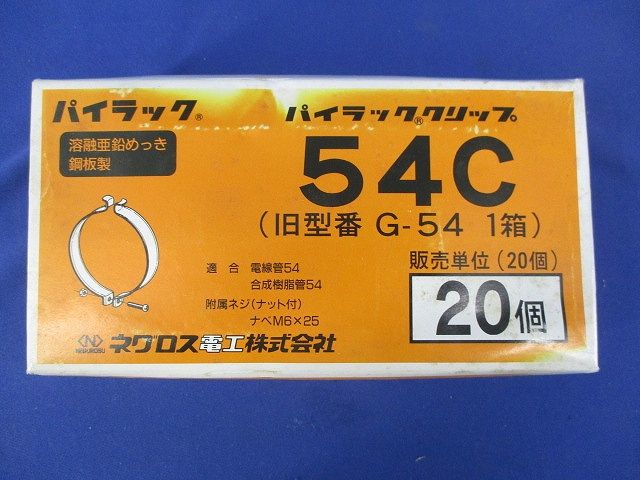 パイラック®
パイラック®クリップ
溶融亜鉛めっき
鋼板製
54C
(旧型番 G-54 1箱)
適合 電線管54
合成樹脂管54
附属ネジ(ナット付)
ナベM6×25
販売単位(20個)
20個
NEGUROSU
ネグロス電工株式会社